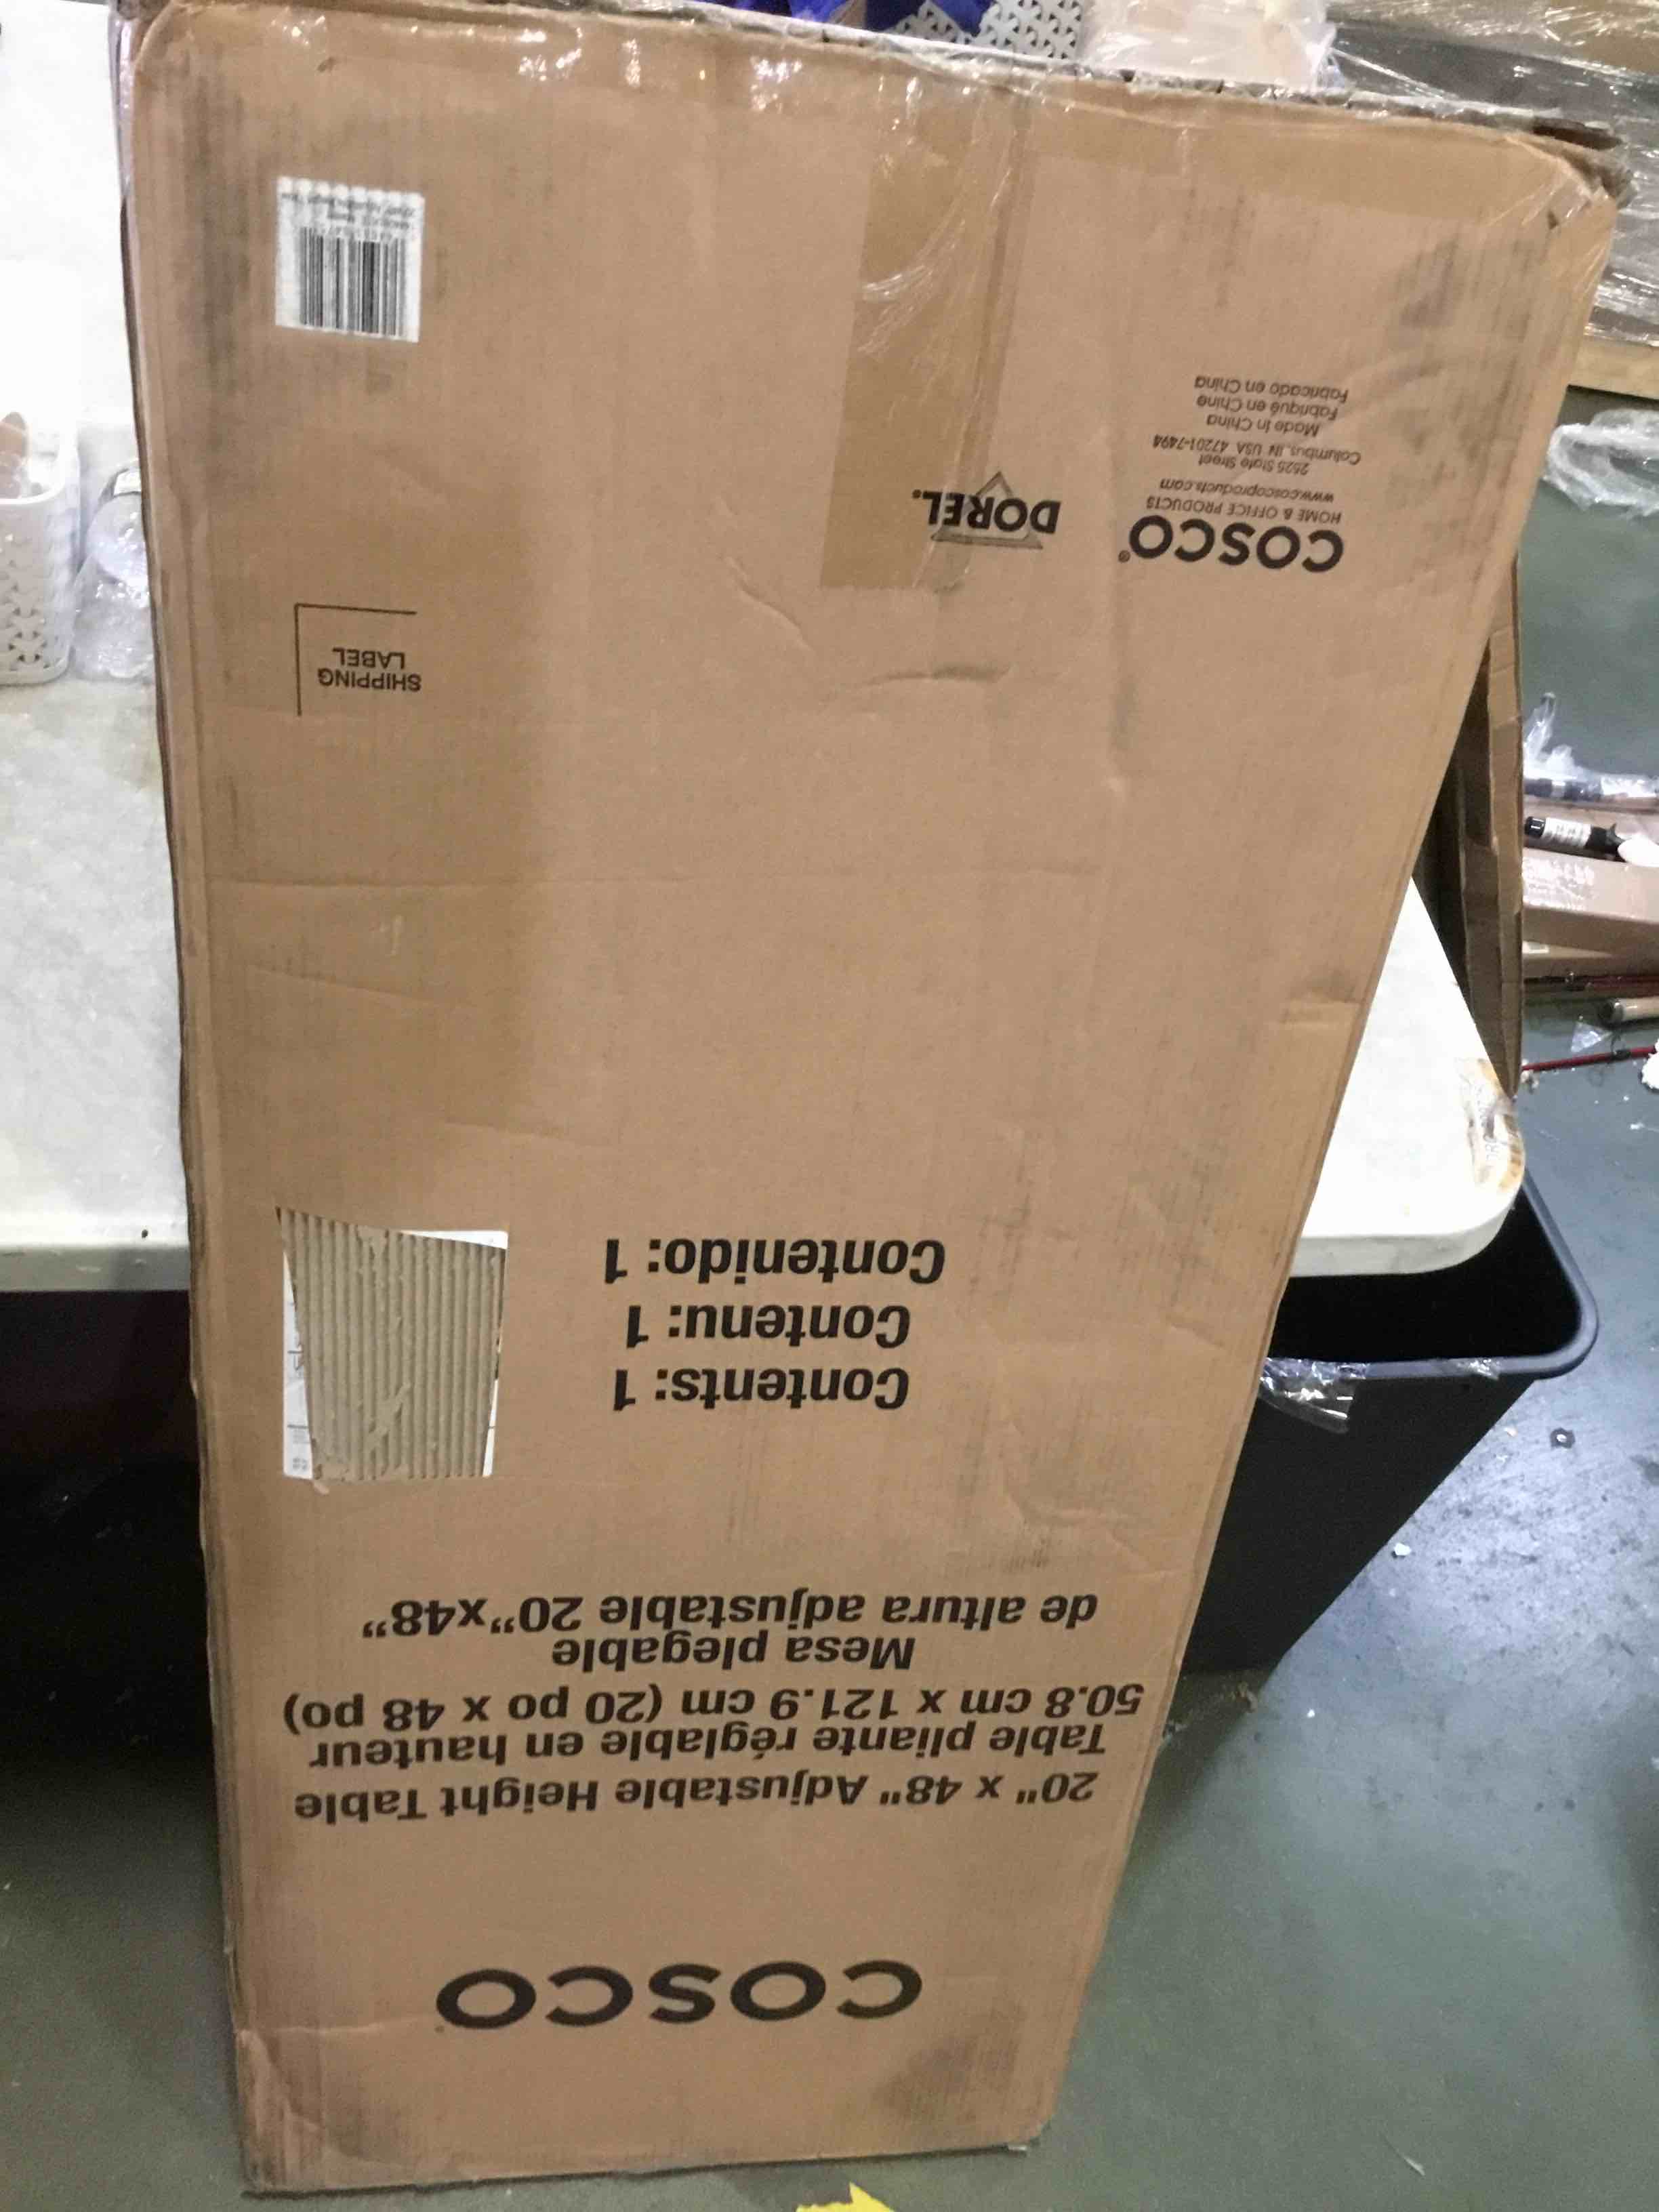 COSCO
20" x 48" Adjustable Height Table
Table pliante réglable en hauteur
50.8 cm x 121.9 cm (20 po x 48 po)
Mesa plegable
de altura adjustable 20”x48”
Contents: 1
Contenu: 1
Contenido: 1
SHIPPING
LABEL
COSCO®
HOME & OFFICE PRODUCTS
www.coscoproducts.com
2525 State Street
Columbus, IN USA 47201-7494
Made in China
Fabriqué en Chine
Fabricado en China
DOREL.